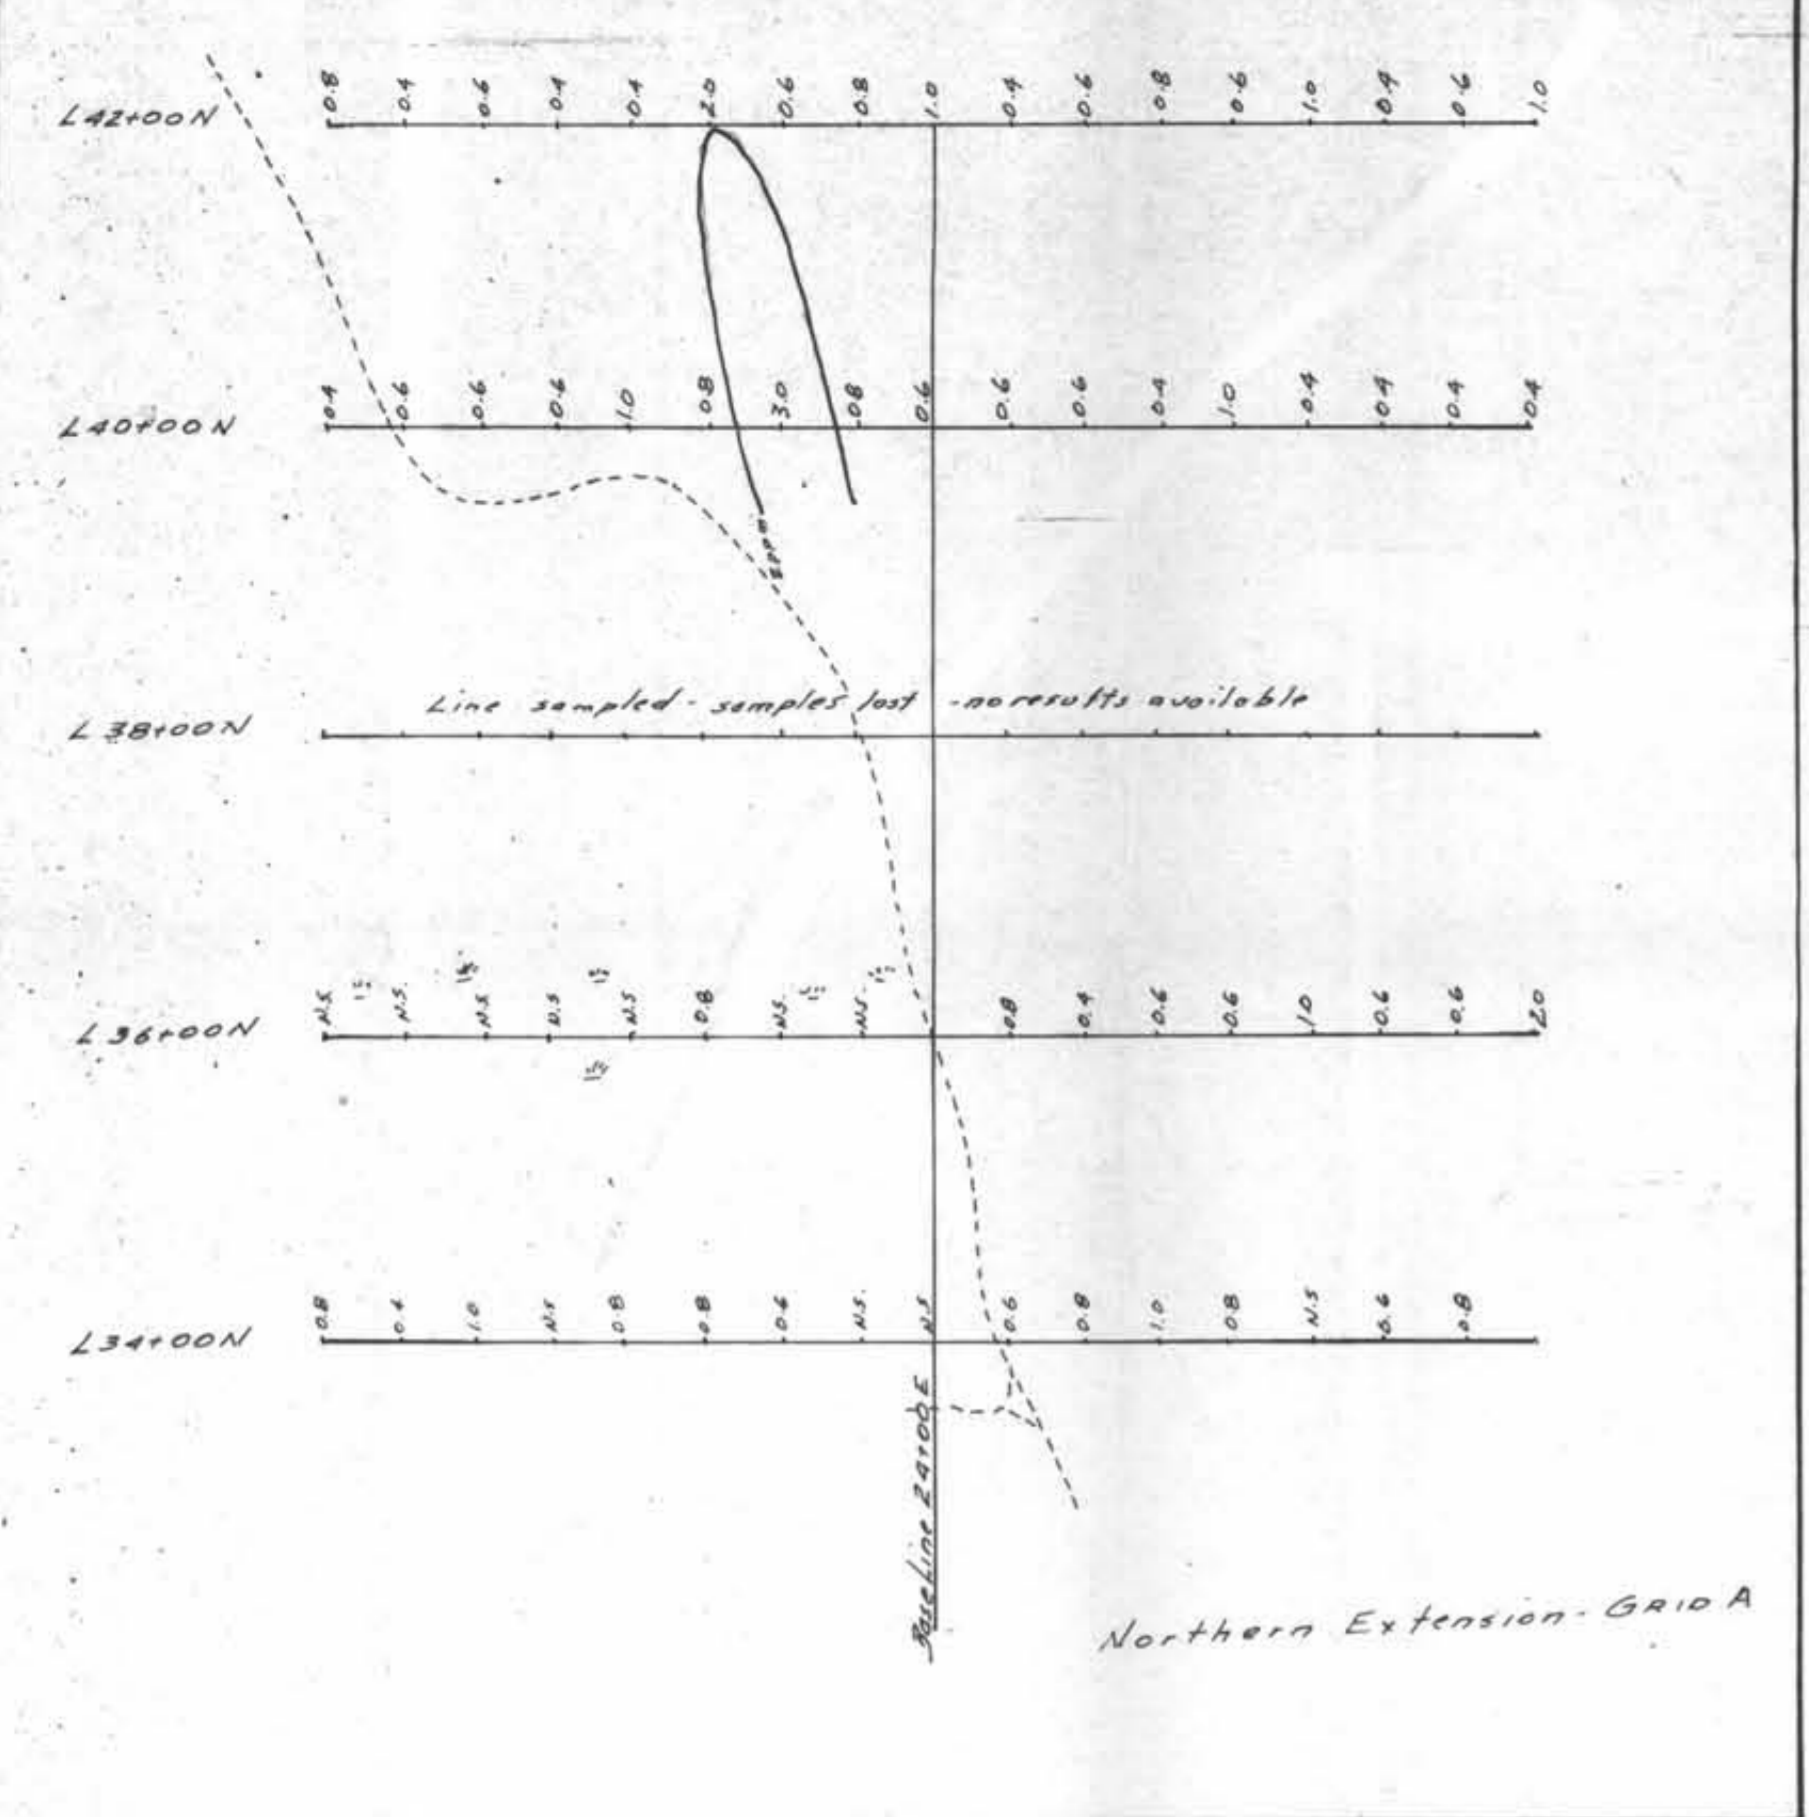 0.8 0.4 0.6 0.4 0.4 2.0 0.6 0.8 1.0 0.4 0.6 0.8 0.6 1.0 0.4 0.6 1.0
L42+00N
0.4 0.6 0.6 0.6 1.0 0.8 3.0 0.8 0.6 0.6 0.6 0.4 1.0 0.4 0.4 0.4 0.4
L40+00N
2ppm
Line sampled - samples lost - no results available
L38+00N
N.S. N.S. N.S N.S N.S 0.8 N.S. N.S. 0.8 0.4 0.6 0.6 1.0 0.6 0.6 2.0
L36+00N
0.8 0.4 1.0 N.S 0.8 0.8 0.6 N.S. N.S 0.6 0.8 1.0 0.8 N.S 0.6 0.8
L34+00N
BaseLine 24+00E
Northern Extension - GRID A